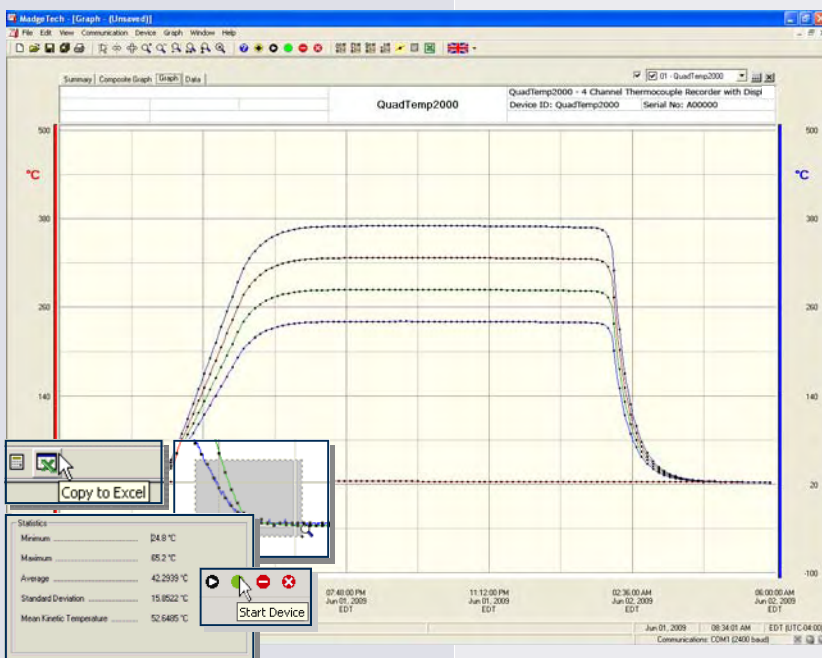 MadgeTech - [Graph - (Unsaved)]
File Edit View Communication Device Graph Window Help
Summary Composite Graph Graph Data
01 - QuadTemp2000
QuadTemp2000
QuadTemp2000 - 4 Channel Thermocouple Recorder with Displ
Device ID: QuadTemp2000 Serial No: A00000
500 500
°C °C
380 380
260 260
140 140
20
-100
Copy to Excel
Statistics
Minimum 24.8 °C
Maximum 65.2 °C
Average 42.2939 °C
Standard Deviation 15.8522 °C
Mean Kinetic Temperature 52.6485 °C
Start Device
07:40:00 PM 11:12:00 PM 02:36:00 AM 06:00:00 AM
Jun 01, 2009 Jun 01, 2009 Jun 02, 2009 Jun 02, 2009
EDT EDT EDT EDT
Jun 01, 2009 08:34:01 AM EDT (UTC-04:00)
Communications: COM1 (2400 baud)